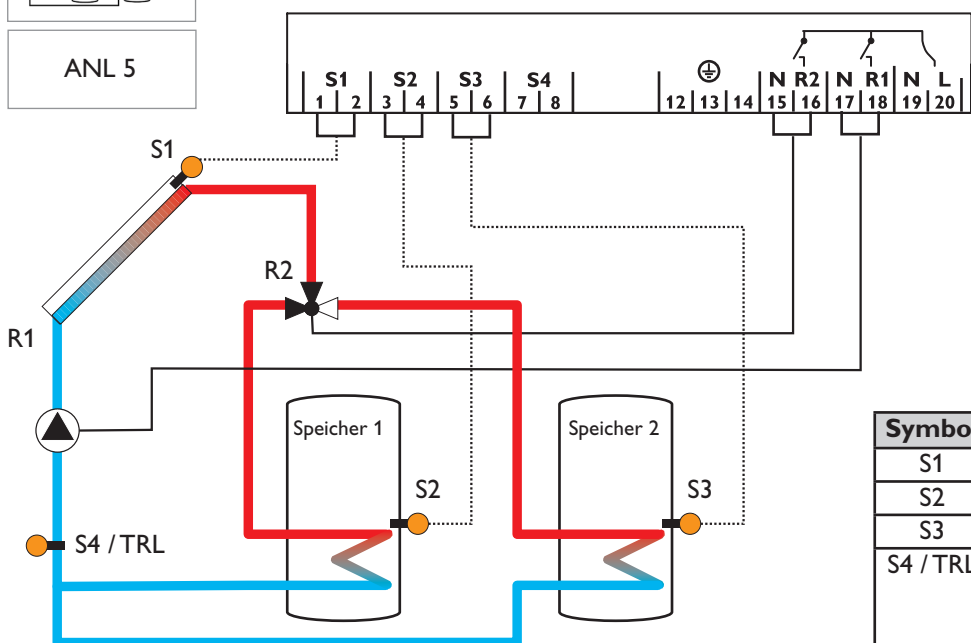 ANL 5
S1 S2 S3 S4 N R2 N R1 N L
1 2 3 4 5 6 7 8 12 13 14 15 16 17 18 19 20
S1
R2
R1
Speicher 1
Speicher 2
S2
S3
S4 / TRL
Symbo
S1
S2
S3
S4 / TRL